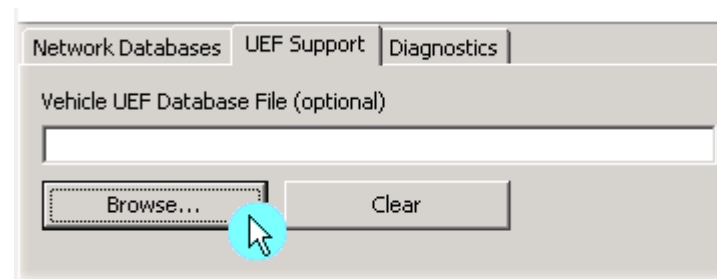 Network Databases UEF Support Diagnostics
Vehicle UEF Database File (optional)
Browse... Clear